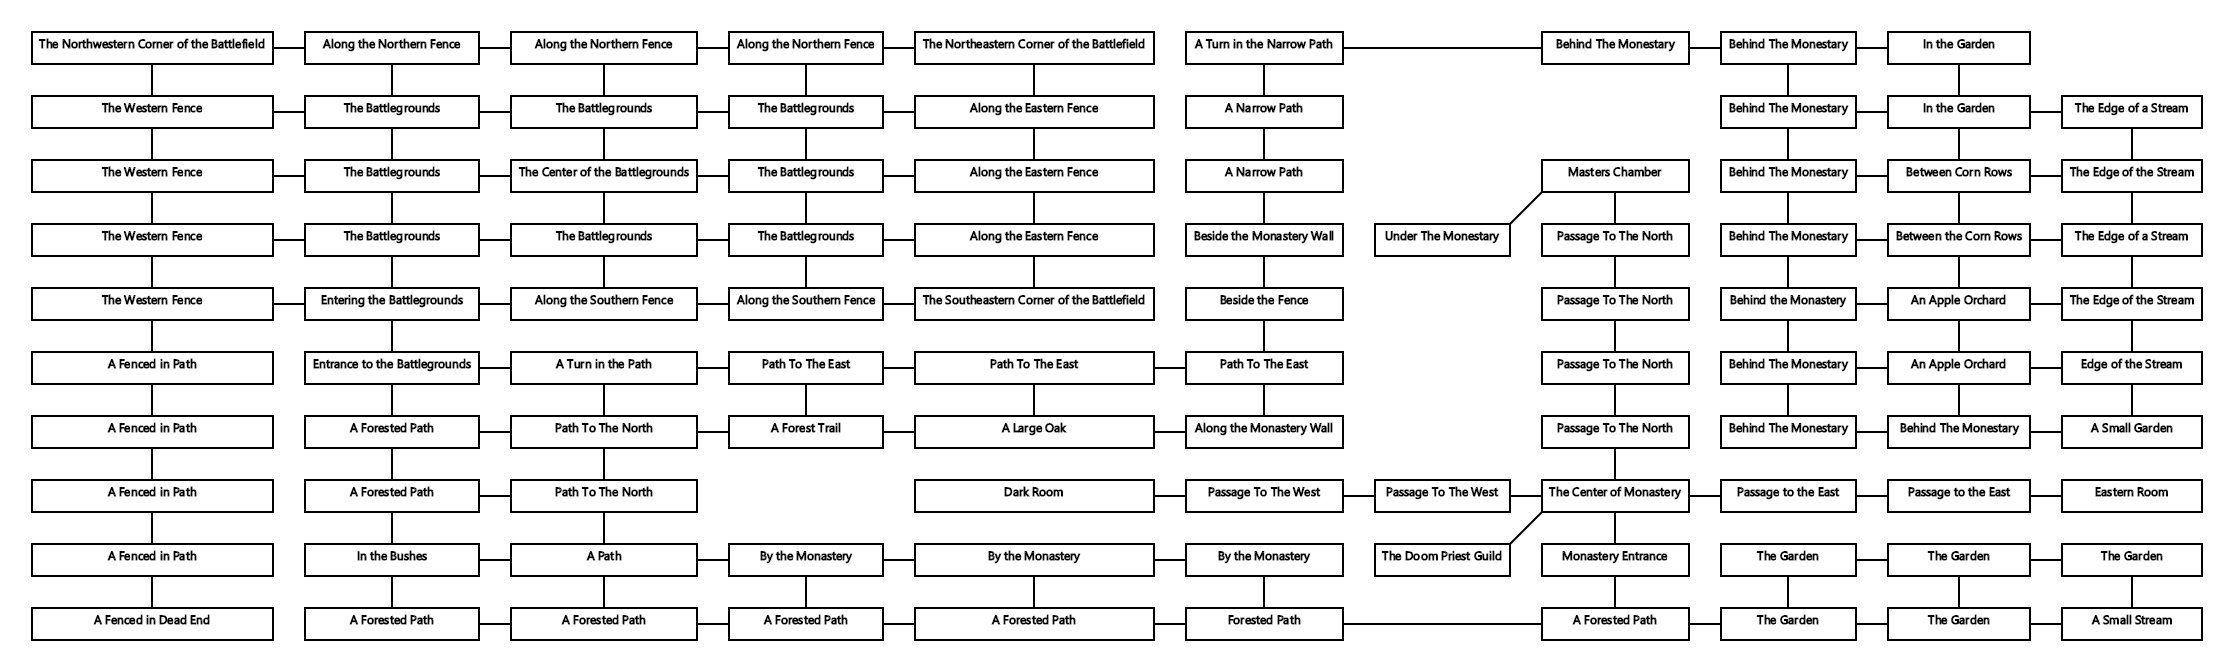 The Northwestern Corner of the Battlefield
Along the Northern Fence
Along the Northern Fence
Along the Northern Fence
The Northeastern Corner of the Battlefield
A Turn in the Narrow Path
Behind The Monestary
Behind The Monestary
In the Garden
The Western Fence
The Battlegrounds
The Battlegrounds
The Battlegrounds
Along the Eastern Fence
A Narrow Path
Behind The Monestary
In the Garden
The Edge of a Stream
The Western Fence
The Battlegrounds
The Center of the Battlegrounds
The Battlegrounds
Along the Eastern Fence
A Narrow Path
Masters Chamber
Behind The Monestary
Between Corn Rows
The Edge of the Stream
The Western Fence
The Battlegrounds
The Battlegrounds
The Battlegrounds
Along the Eastern Fence
Beside the Monastery Wall
Under The Monestary
Passage To The North
Behind The Monestary
Between the Corn Rows
The Edge of a Stream
The Western Fence
Entering the Battlegrounds
Along the Southern Fence
Along the Southern Fence
The Southeastern Corner of the Battlefield
Beside the Fence
Passage To The North
Behind the Monastery
An Apple Orchard
The Edge of the Stream
A Fenced in Path
Entrance to the Battlegrounds
A Turn in the Path
Path To The East
Path To The East
Path To The East
Passage To The North
Behind The Monestary
An Apple Orchard
Edge of the Stream
A Fenced in Path
A Forested Path
Path To The North
A Forest Trail
A Large Oak
Along the Monastery Wall
Passage To The North
Behind The Monestary
Behind The Monestary
A Small Garden
A Fenced in Path
A Forested Path
Path To The North
Dark Room
Passage To The West
Passage To The West
The Center of Monastery
Passage to the East
Passage to the East
Eastern Room
A Fenced in Path
In the Bushes
A Path
By the Monastery
By the Monastery
By the Monastery
The Doom Priest Guild
Monastery Entrance
The Garden
The Garden
The Garden
A Fenced in Dead End
A Forested Path
A Forested Path
A Forested Path
A Forested Path
Forested Path
A Forested Path
The Garden
The Garden
A Small Stream